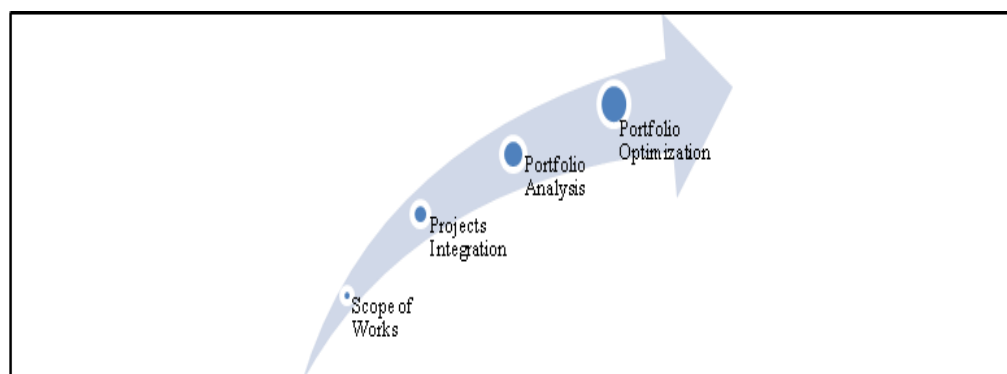 Portfolio
Optimization
Portfolio
Analysis
Projects
Integration
Scope of
Works